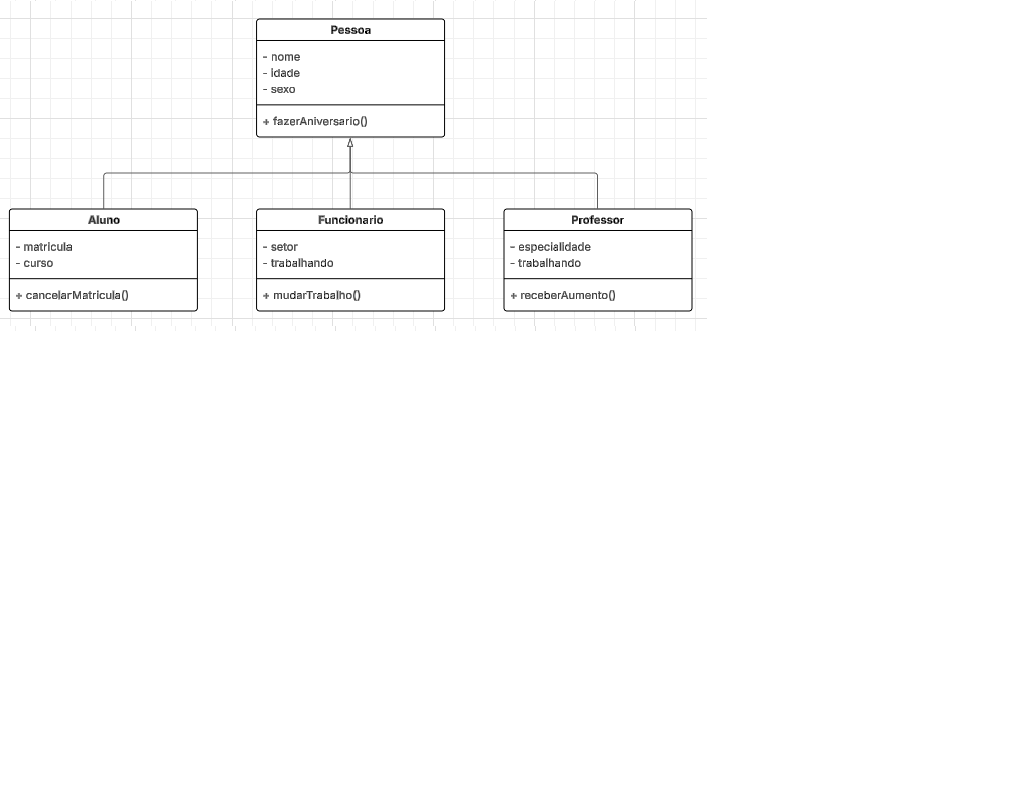 Pessoa
- nome
- idade
- sexo
+ fazerAniversario()
Aluno
- matricula
- curso
+ cancelarMatricula()
Funcionario
- setor
- trabalhando
+ mudarTrabalho()
Professor
- especialidade
- trabalhando
+ receberAumento()